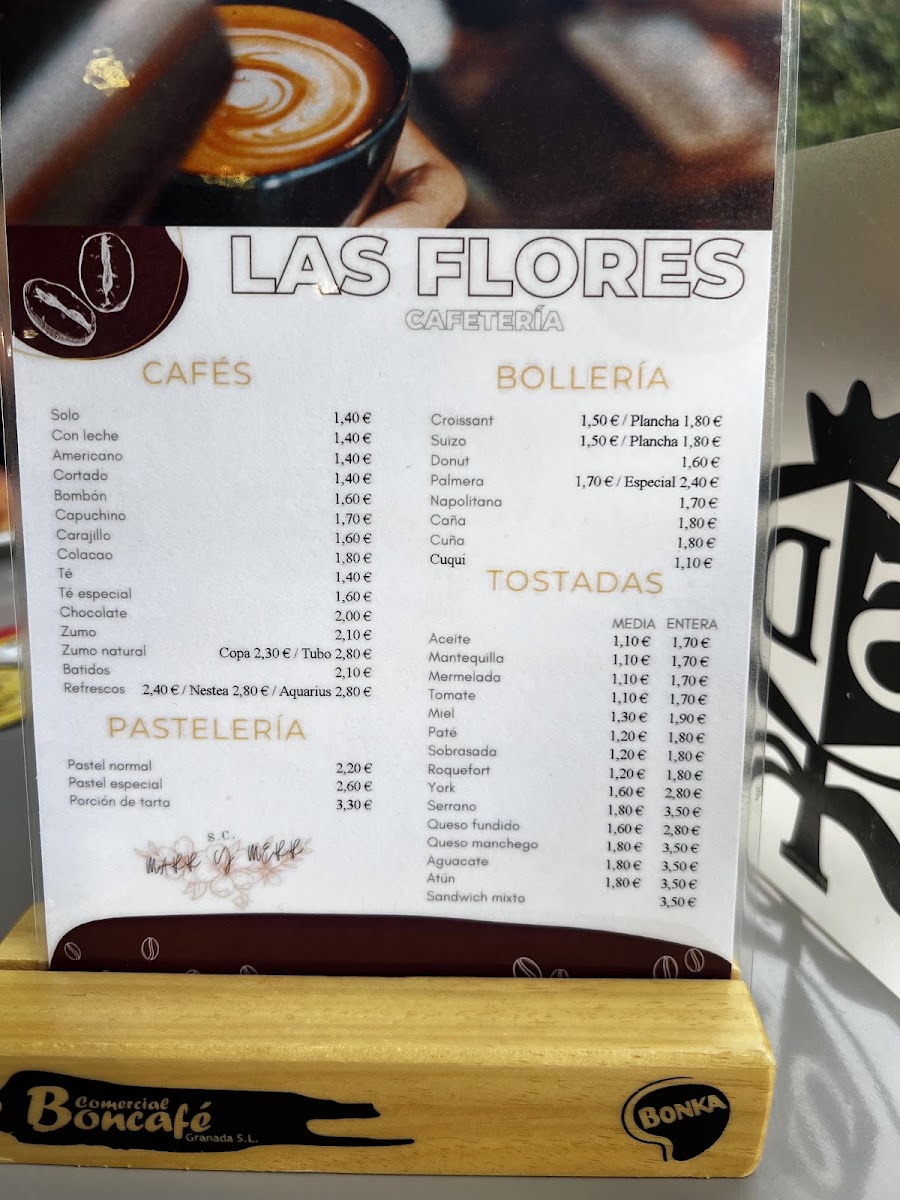 LAS FLORES
CAFETERÍA
CAFÉS
Solo 1,40 €
Con leche 1,40 €
Americano 1,40 €
Cortado 1,40 €
Bombón 1,60 €
Capuchino 1,70 €
Carajillo 1,60 €
Colacao 1,80 €
Té 1,40 €
Té especial 1,60 €
Chocolate 2,00 €
Zumo 2,10 €
Zumo natural Copa 2,30 € / Tubo 2,80 €
Batidos 2,10 €
Refrescos 2,40 € / Nestea 2,80 € / Aquarius 2,80 €
PASTELERÍA
Pastel normal 2,20 €
Pastel especial 2,60 €
Porción de tarta 3,30 €
S.C.
BOLLERÍA
Croissant 1,50 € / Plancha 1,80 €
Suizo 1,50 € / Plancha 1,80 €
Donut 1,60 €
Palmera 1,70 € / Especial 2,40 €
Napolitana 1,70 €
Caña 1,80 €
Cuña 1,80 €
Cuqui 1,10 €
TOSTADAS
MEDIA ENTERA
Aceite 1,10 € 1,70 €
Mantequilla 1,10 € 1,70 €
Mermelada 1,10 € 1,70 €
Tomate 1,10 € 1,70 €
Miel 1,30 € 1,90 €
Paté 1,20 € 1,80 €
Sobrasada 1,20 € 1,80 €
Roquefort 1,20 € 1,80 €
York 1,60 € 2,80 €
Serrano 1,80 € 3,50 €
Queso fundido 1,60 € 2,80 €
Queso manchego 1,80 € 3,50 €
Aguacate 1,80 € 3,50 €
Atún 1,80 € 3,50 €
Sandwich mixto 3,50 €
Comercial
Boncafé
Granada S.L.
BONKA